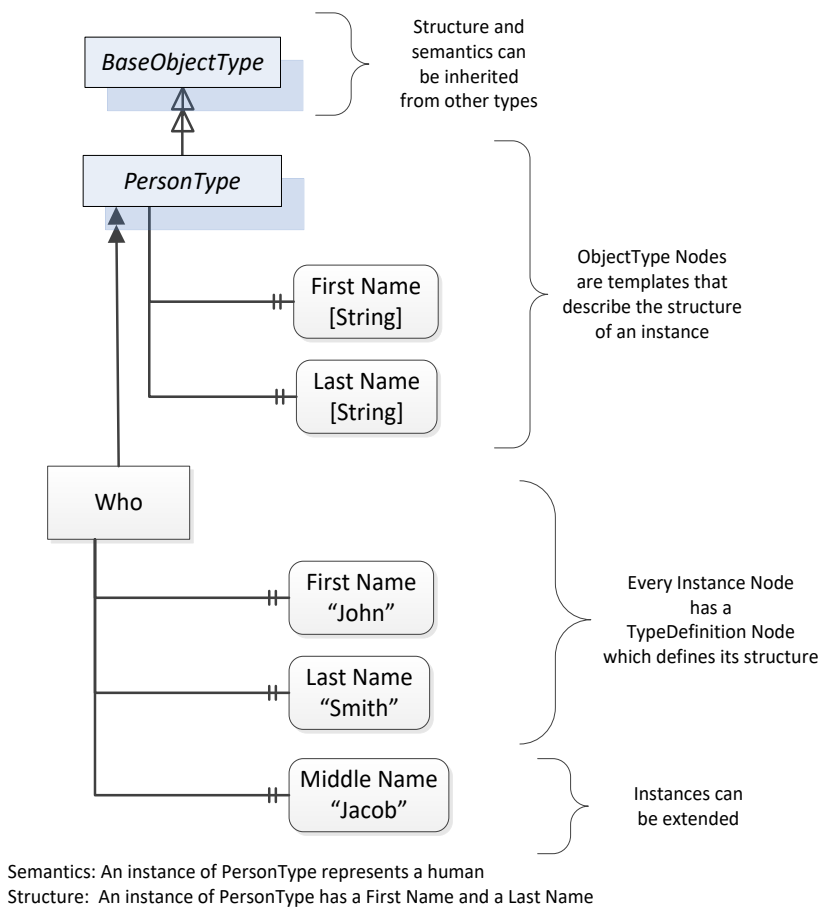 BaseObjectType
Structure and
semantics can
be inherited
from other types
PersonType
First Name
[String]
Last Name
[String]
ObjectType Nodes
are templates that
describe the structure
of an instance
Who
First Name
“John”
Last Name
“Smith”
Every Instance Node
has a
TypeDefinition Node
which defines its structure
Middle Name
“Jacob”
Instances can
be extended
Semantics: An instance of PersonType represents a human
Structure:  An instance of PersonType has a First Name and a Last Name